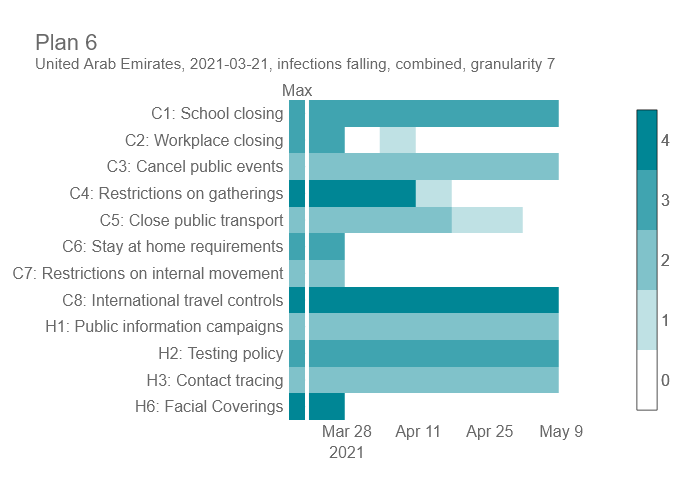 Plan 6
United Arab Emirates, 2021-03-21, infections falling, combined, granularity 7
Max
C1: School closing
C2: Workplace closing
C3: Cancel public events
C4: Restrictions on gatherings
C5: Close public transport
C6: Stay at home requirements
C7: Restrictions on internal movement
C8: International travel controls
H1: Public information campaigns
H2: Testing policy
H3: Contact tracing
H6: Facial Coverings
Mar 28 Apr 11 Apr 25 May 9
2021
4
3
2
1
0